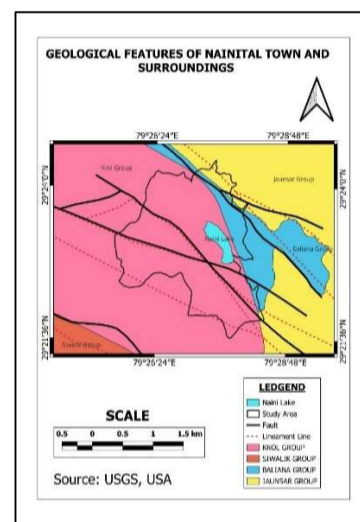 GEOLOGICAL FEATURES OF NAINITAL TOWN AND
SURROUNDINGS
79°26'24"E 79°28'48"E
29°24'0"N 29°24'0"N
Krol Group
Jaunsar Group
Baliana Group
Naini Lake
29°21'36"N 29°21'36"N
79°26'24"E 79°28'48"E
LEDGEND
Naini Lake
Study Area
Fault
Lineament Line
KROL GROUP
SIWALIK GROUP
BALIANA GROUP
JAUNSAR GROUP
SCALE
0.5 0 0.5 1 1.5 km
Source: USGS, USA